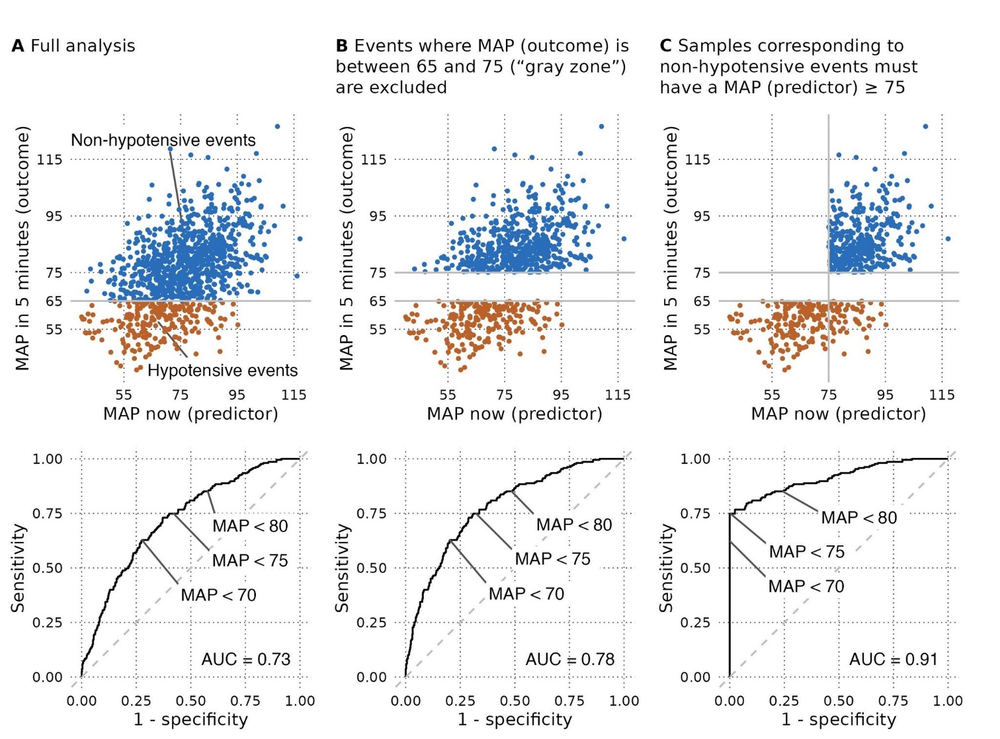 A Full analysis
B Events where MAP (outcome) is
between 65 and 75 (“gray zone”)
are excluded
C Samples corresponding to
non-hypotensive events must
have a MAP (predictor) ≥ 75
MAP in 5 minutes (outcome)
Non-hypotensive events
115
95
75
65
55
Hypotensive events
55 75 95 115
MAP now (predictor)
MAP in 5 minutes (outcome)
115
95
75
65
55
55 75 95 115
MAP now (predictor)
MAP in 5 minutes (outcome)
115
95
75
65
55
55 75 95 115
MAP now (predictor)
Sensitivity
1.00
0.75
0.50
0.25
0.00
MAP < 80
MAP < 75
MAP < 70
AUC = 0.73
0.00 0.25 0.50 0.75 1.00
1 - specificity
Sensitivity
1.00
0.75
0.50
0.25
0.00
MAP < 80
MAP < 75
MAP < 70
AUC = 0.78
0.00 0.25 0.50 0.75 1.00
1 - specificity
Sensitivity
1.00
0.75
0.50
0.25
0.00
MAP < 80
MAP < 75
MAP < 70
AUC = 0.91
0.00 0.25 0.50 0.75 1.00
1 - specificity